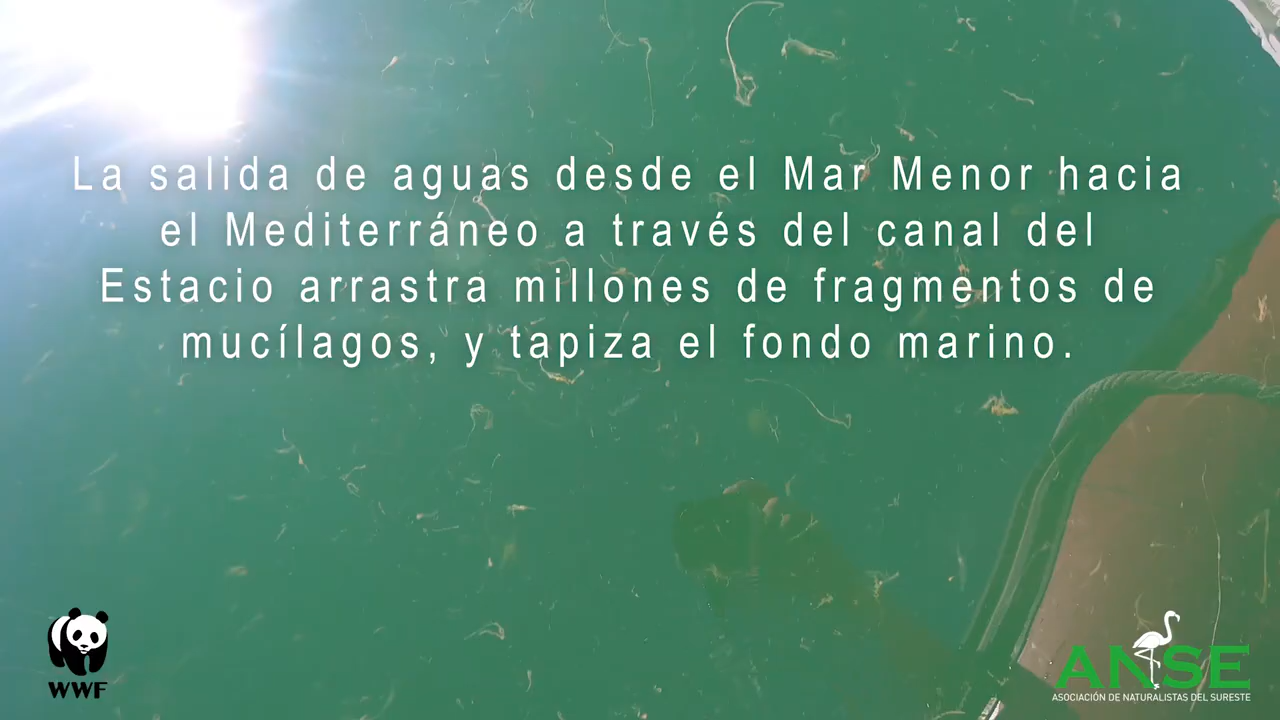 La salida de aguas desde el Mar Menor hacia
el Mediterráneo a través del canal del
Estacio arrastra millones de fragmentos de
mucílagos, y tapiza el fondo marino.
WWF
ANSE
ASOCIACIÓN DE NATURALISTAS DEL SURESTE